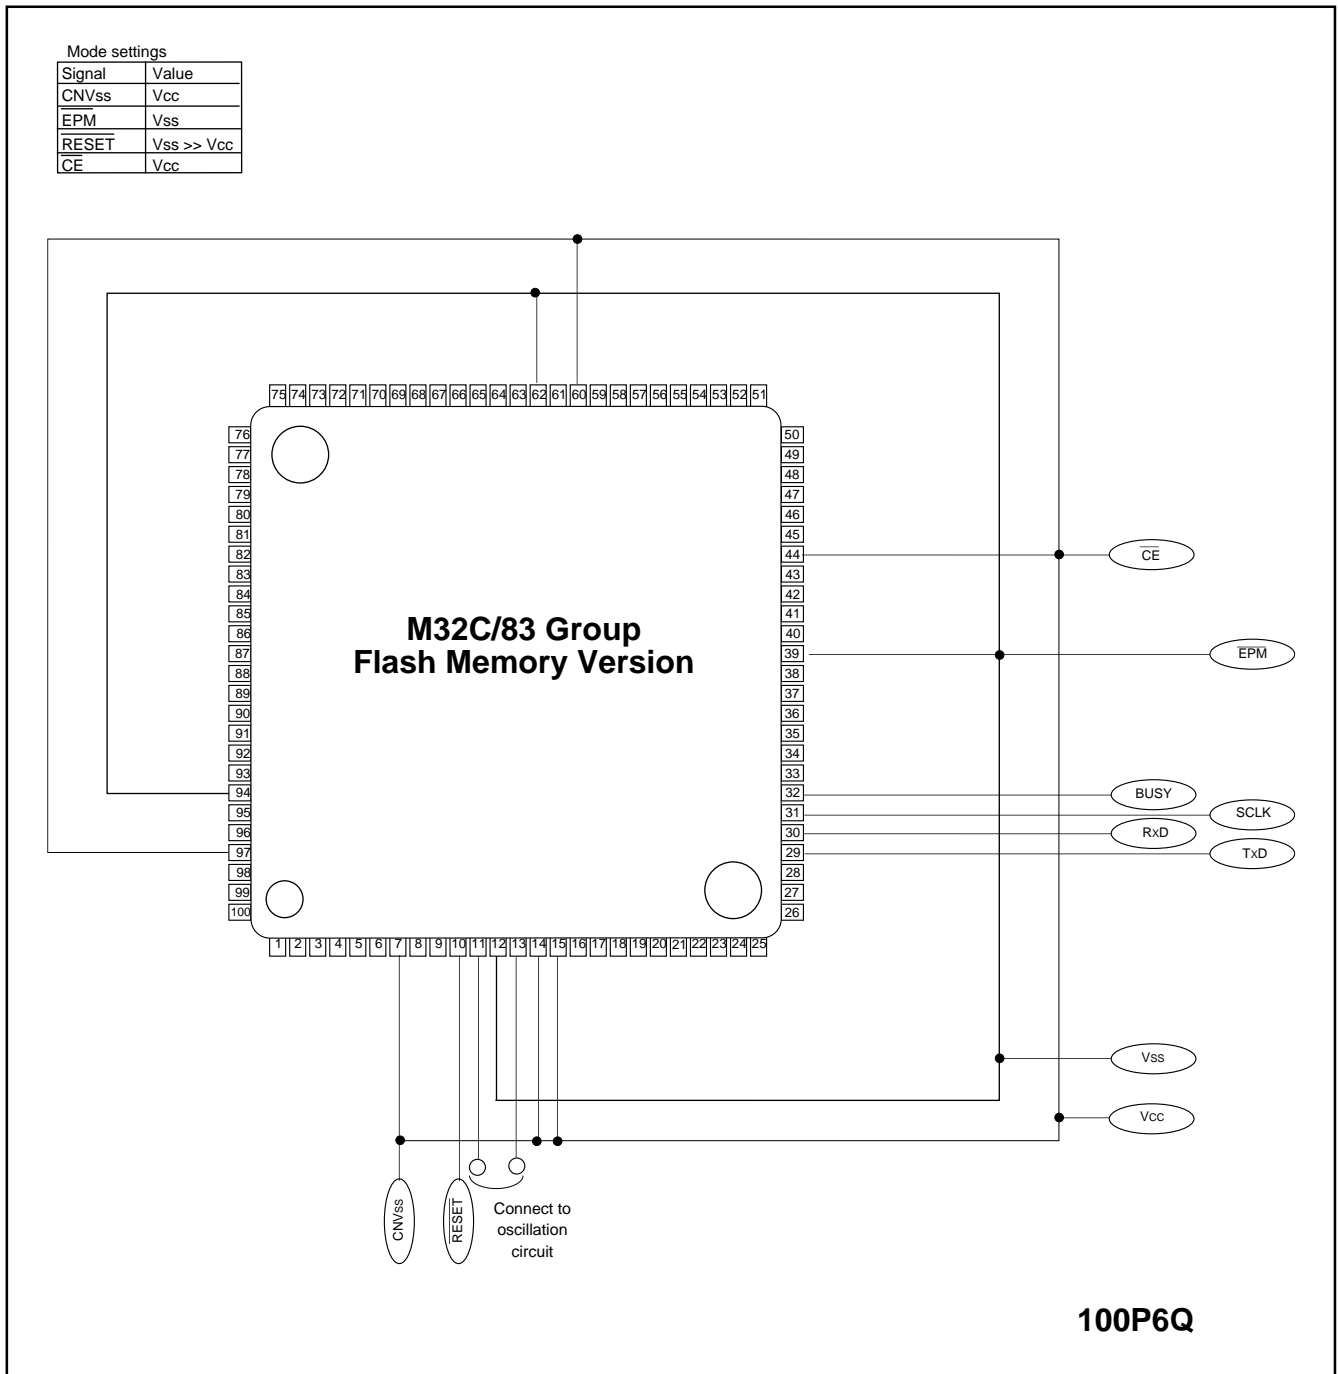 Mode settings
Signal Value
CNVss Vcc
EPM Vss
RESET Vss >> Vcc
CE Vcc
75 74 73 72 71 70 69 68 67 66 65 64 63 62 61 60 59 58 57 56 55 54 53 52 51
76
77
78
79
80
81
82
83
84
85
86
87
88
89
90
91
92
93
94
95
96
97
98
99
100
M32C/83 Group
Flash Memory Version
50
49
48
47
46
45
44
43
42
41
40
39
38
37
36
35
34
33
32
31
30
29
28
27
26
CE
EPM
BUSY
SCLK
RxD
TxD
1 2 3 4 5 6 7 8 9 10 11 12 13 14 15 16 17 18 19 20 21 22 23 24 25
Vss
Vcc
CNVss
RESET
Connect to
oscillation
circuit
100P6Q